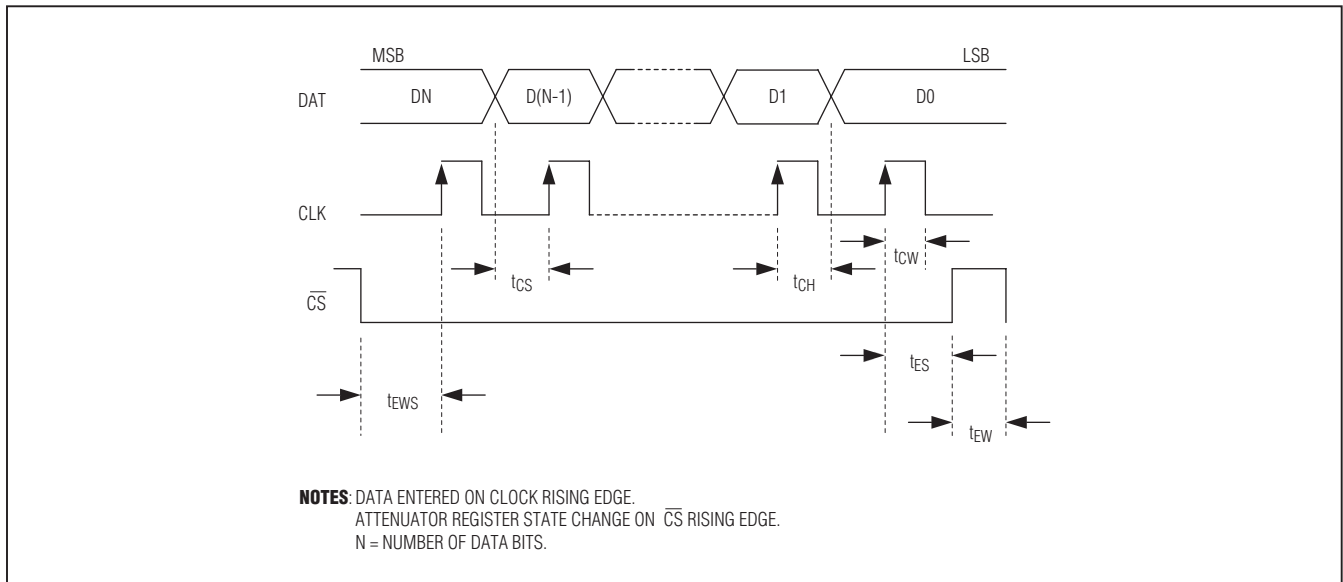 MSB LSB
DAT DN D(N-1) D1 D0
CLK
tCW
tCS tCH
CS
tES
tEWS
tEW
NOTES: DATA ENTERED ON CLOCK RISING EDGE.
ATTENUATOR REGISTER STATE CHANGE ON CS RISING EDGE.
N = NUMBER OF DATA BITS.